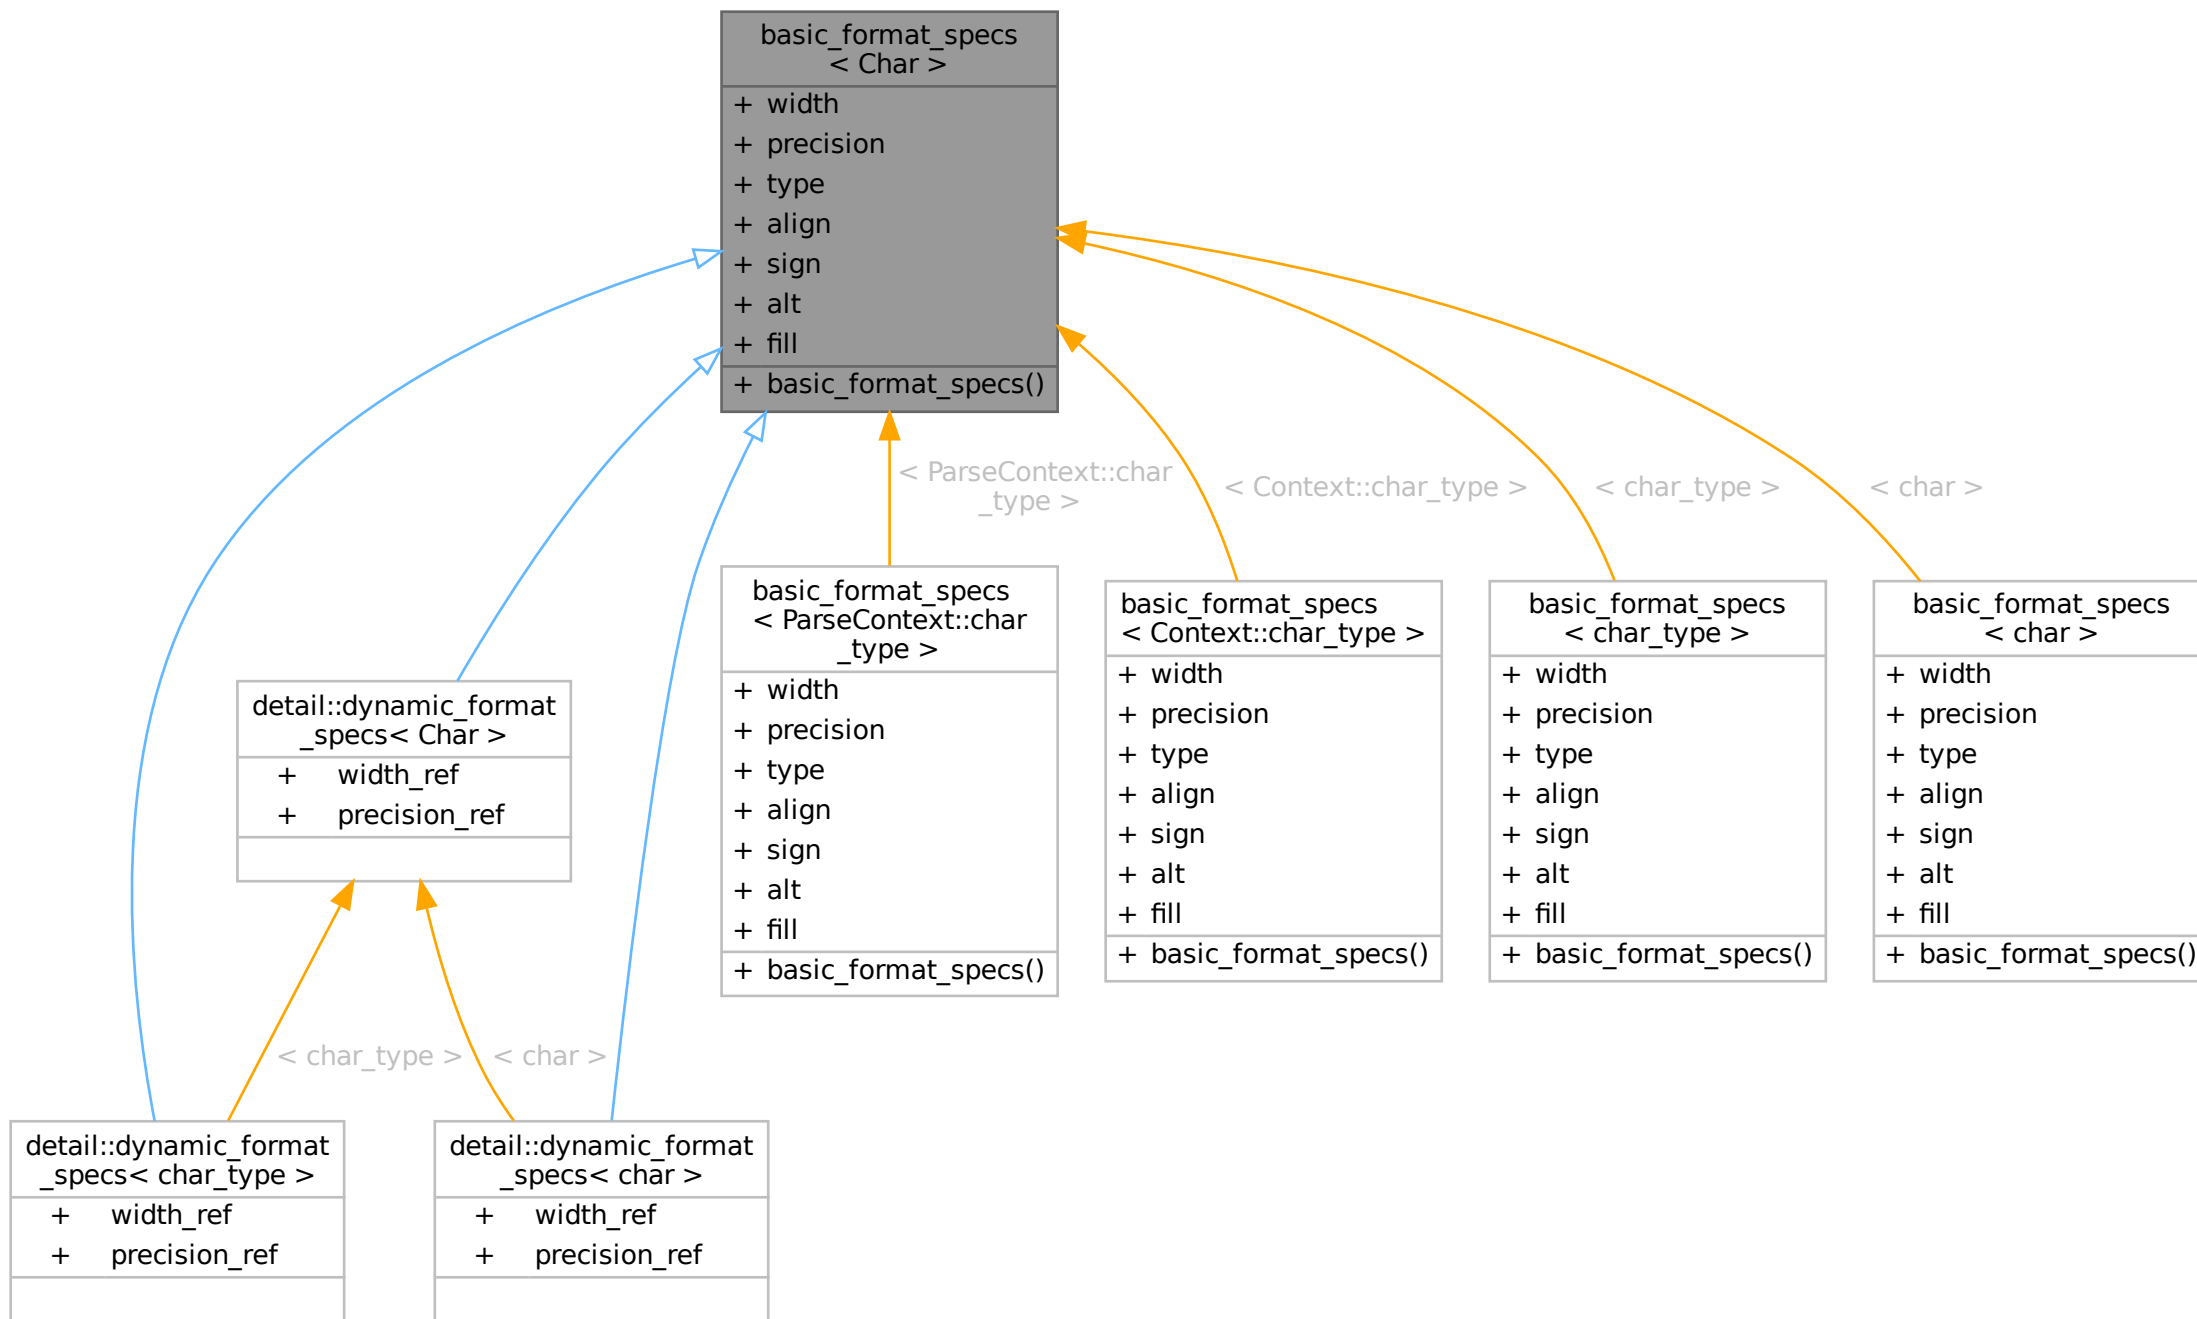 basic_format_specs
< Char >
+ width
+ precision
+ type
+ align
+ sign
+ alt
+ fill
+ basic_format_specs()
< ParseContext::char
_type >
< Context::char_type >
< char_type >
< char >
basic_format_specs
< ParseContext::char
_type >
+ width
+ precision
+ type
+ align
+ sign
+ alt
+ fill
+ basic_format_specs()
basic_format_specs
< Context::char_type >
+ width
+ precision
+ type
+ align
+ sign
+ alt
+ fill
+ basic_format_specs()
basic_format_specs
< char_type >
+ width
+ precision
+ type
+ align
+ sign
+ alt
+ fill
+ basic_format_specs()
basic_format_specs
< char >
+ width
+ precision
+ type
+ align
+ sign
+ alt
+ fill
+ basic_format_specs()
detail::dynamic_format
_specs< Char >
+ width_ref
+ precision_ref
< char_type >
< char >
detail::dynamic_format
_specs< char_type >
+ width_ref
+ precision_ref
detail::dynamic_format
_specs< char >
+ width_ref
+ precision_ref